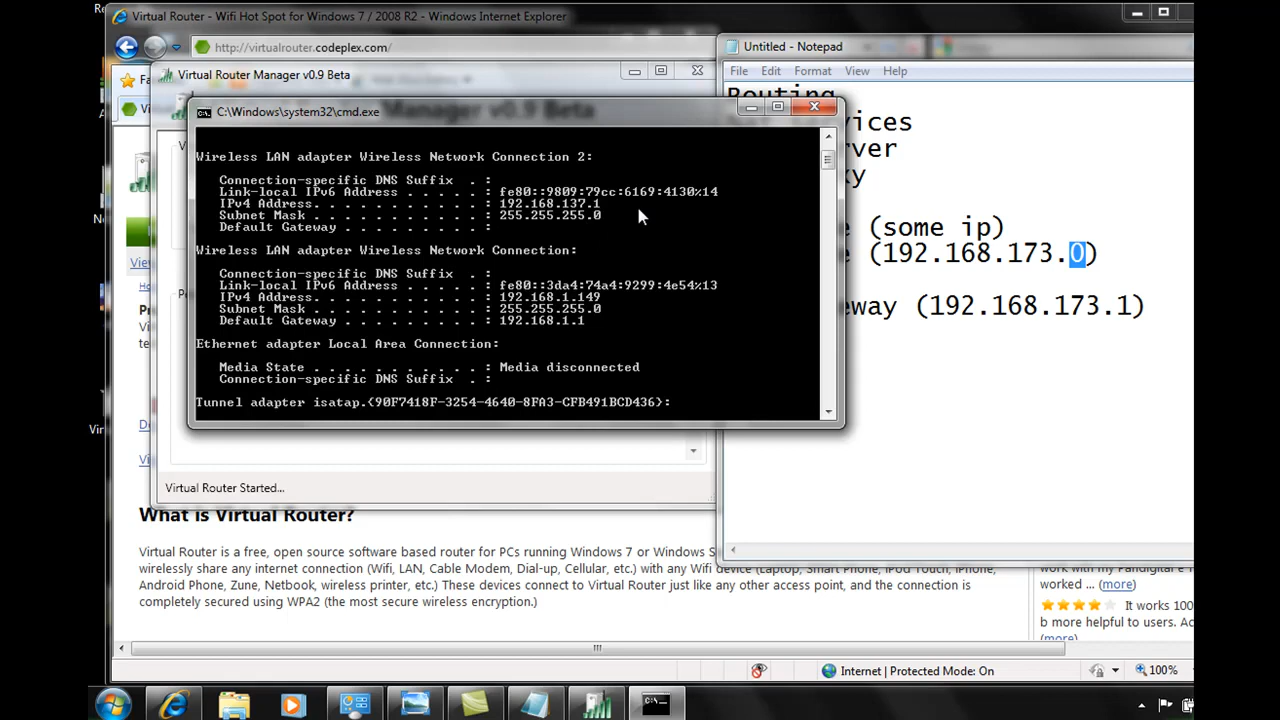 Virtual Router - Wifi Hot Spot for Windows 7 / 2008 R2 - Windows Internet Explorer
http://virtualrouter.codeplex.com/
Virtual Router Manager v0.9 Beta
Manager v0.9 Beta
C:\Windows\system32\cmd.exe
Wireless LAN adapter Wireless Network Connection 2:
Connection-specific DNS Suffix . :
Link-local IPv6 Address . . . . . : fe80::9809:79cc:6169:4130%14
IPv4 Address. . . . . . . . . . . : 192.168.137.1
Subnet Mask . . . . . . . . . . . : 255.255.255.0
Default Gateway . . . . . . . . . :
Wireless LAN adapter Wireless Network Connection:
Connection-specific DNS Suffix . :
Link-local IPv6 Address . . . . . : fe80::3da4:74a4:9299:4e54%13
IPv4 Address. . . . . . . . . . . : 192.168.1.149
Subnet Mask . . . . . . . . . . . : 255.255.255.0
Default Gateway . . . . . . . . . : 192.168.1.1
Ethernet adapter Local Area Connection:
Media State . . . . . . . . . . . : Media disconnected
Connection-specific DNS Suffix . :
Tunnel adapter isatap.{90F7418F-3254-4640-8FA3-CFB491BCD436}:
Untitled - Notepad
File Edit Format View Help
Routing
(some ip)
(192.168.173.0)
(192.168.173.1)
Virtual Router Started...
What is Virtual Router?
Virtual Router is a free, open source software based router for PCs running Windows 7 or Windows S
wirelessly share any internet connection (Wifi, LAN, Cable Modem, Dial-up, Cellular, etc.) with any Wifi device (Laptop, Smart Phone, iPod Touch, iPhone,
Android Phone, Zune, Netbook, wireless printer, etc.) These devices connect to Virtual Router just like any other access point, and the connection is
completely secured using WPA2 (the most secure wireless encryption.)
worked ... (more)
It works 100
b more helpful to users. Ac
(more)
Internet | Protected Mode: On
100%